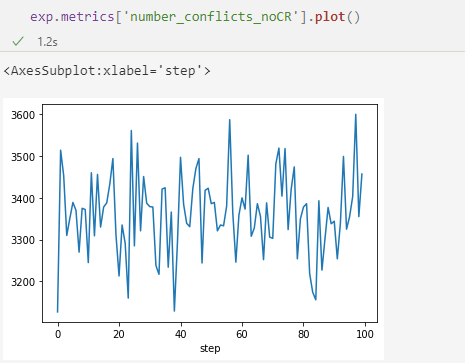 exp.metrics['number_conflicts_noCR'].plot()
1.2s
<AxesSubplot:xlabel='step'>
3600
3500
3400
3300
3200
0 20 40 60 80 100
step